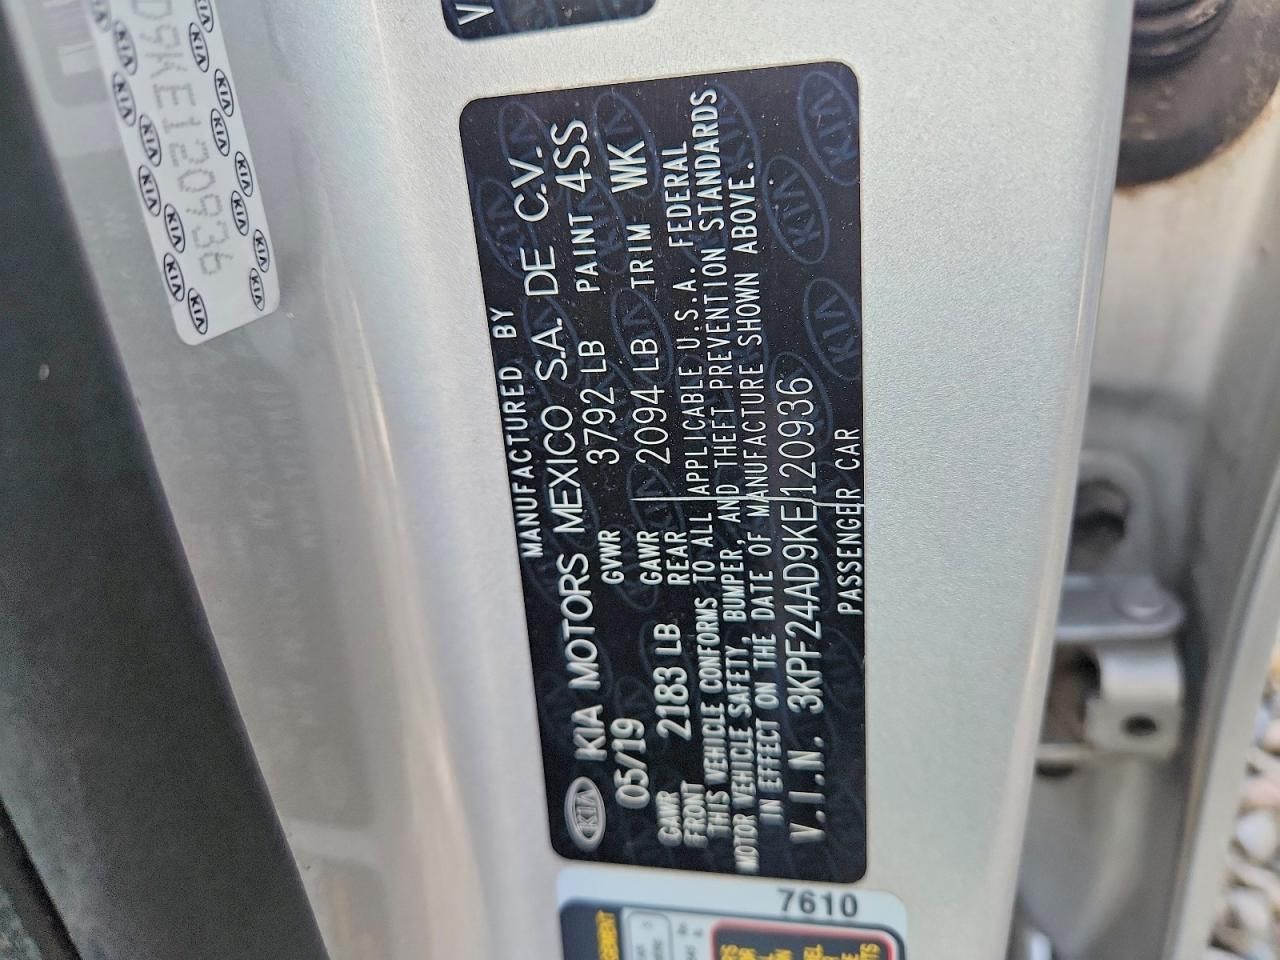 MANUFACTURED BY
KIA KIA MOTORS MEXICO S.A. DE C.V.
05/19 GVWR 3792 LB PAINT 4SS
GAWR FRONT 2183 LB GAWR REAR 2094 LB TRIM WK
THIS VEHICLE CONFORMS TO ALL APPLICABLE U.S.A. FEDERAL
MOTOR VEHICLE SAFETY, BUMPER, AND THEFT PREVENTION STANDARDS
IN EFFECT ON THE DATE OF MANUFACTURE SHOWN ABOVE.
V.I.N. 3KPF24AD9KE120936
PASSENGER CAR
7610
D9KE120936
KIA